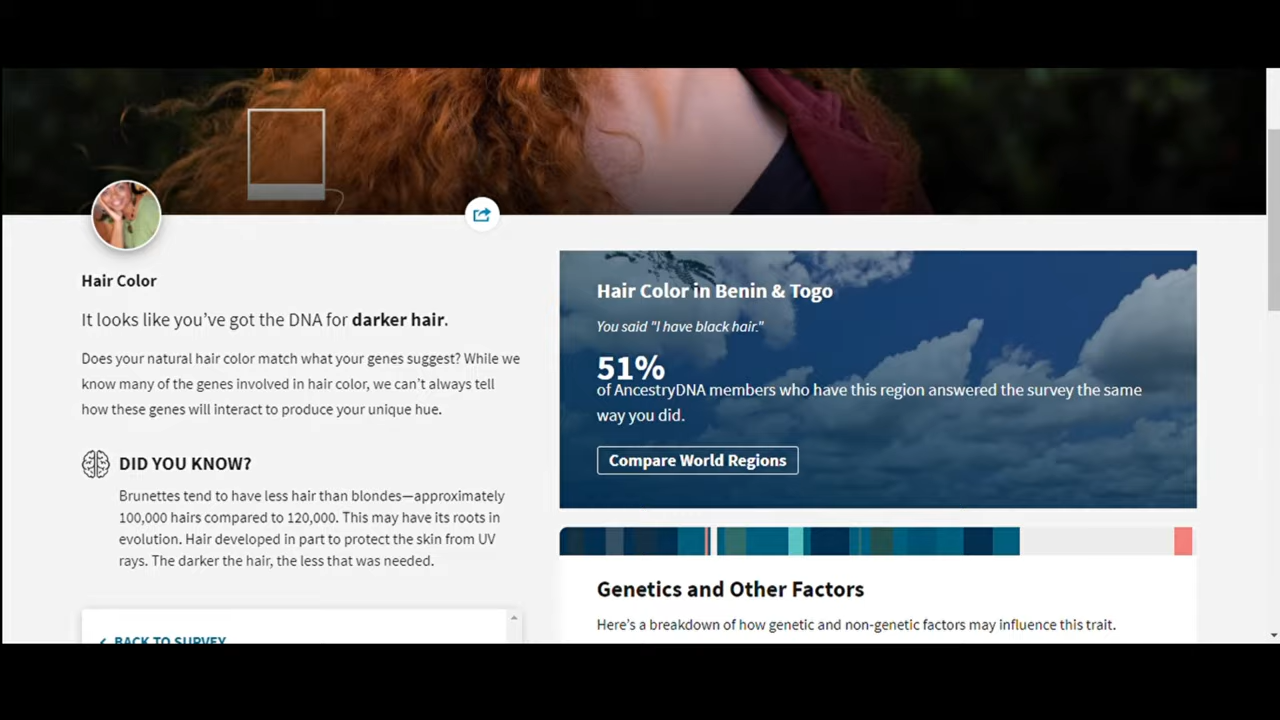 Hair Color
It looks like you've got the DNA for darker hair.
Does your natural hair color match what your genes suggest? While we
know many of the genes involved in hair color, we can't always tell
how these genes will interact to produce your unique hue.
DID YOU KNOW?
Brunettes tend to have less hair than blondes—approximately
100,000 hairs compared to 120,000. This may have its roots in
evolution. Hair developed in part to protect the skin from UV
rays. The darker the hair, the less that was needed.
BACK TO SURVEY
Hair Color in Benin & Togo
You said "I have black hair."
51%
of AncestryDNA members who have this region answered the survey the same
way you did.
Compare World Regions
Genetics and Other Factors
Here's a breakdown of how genetic and non-genetic factors may influence this trait.